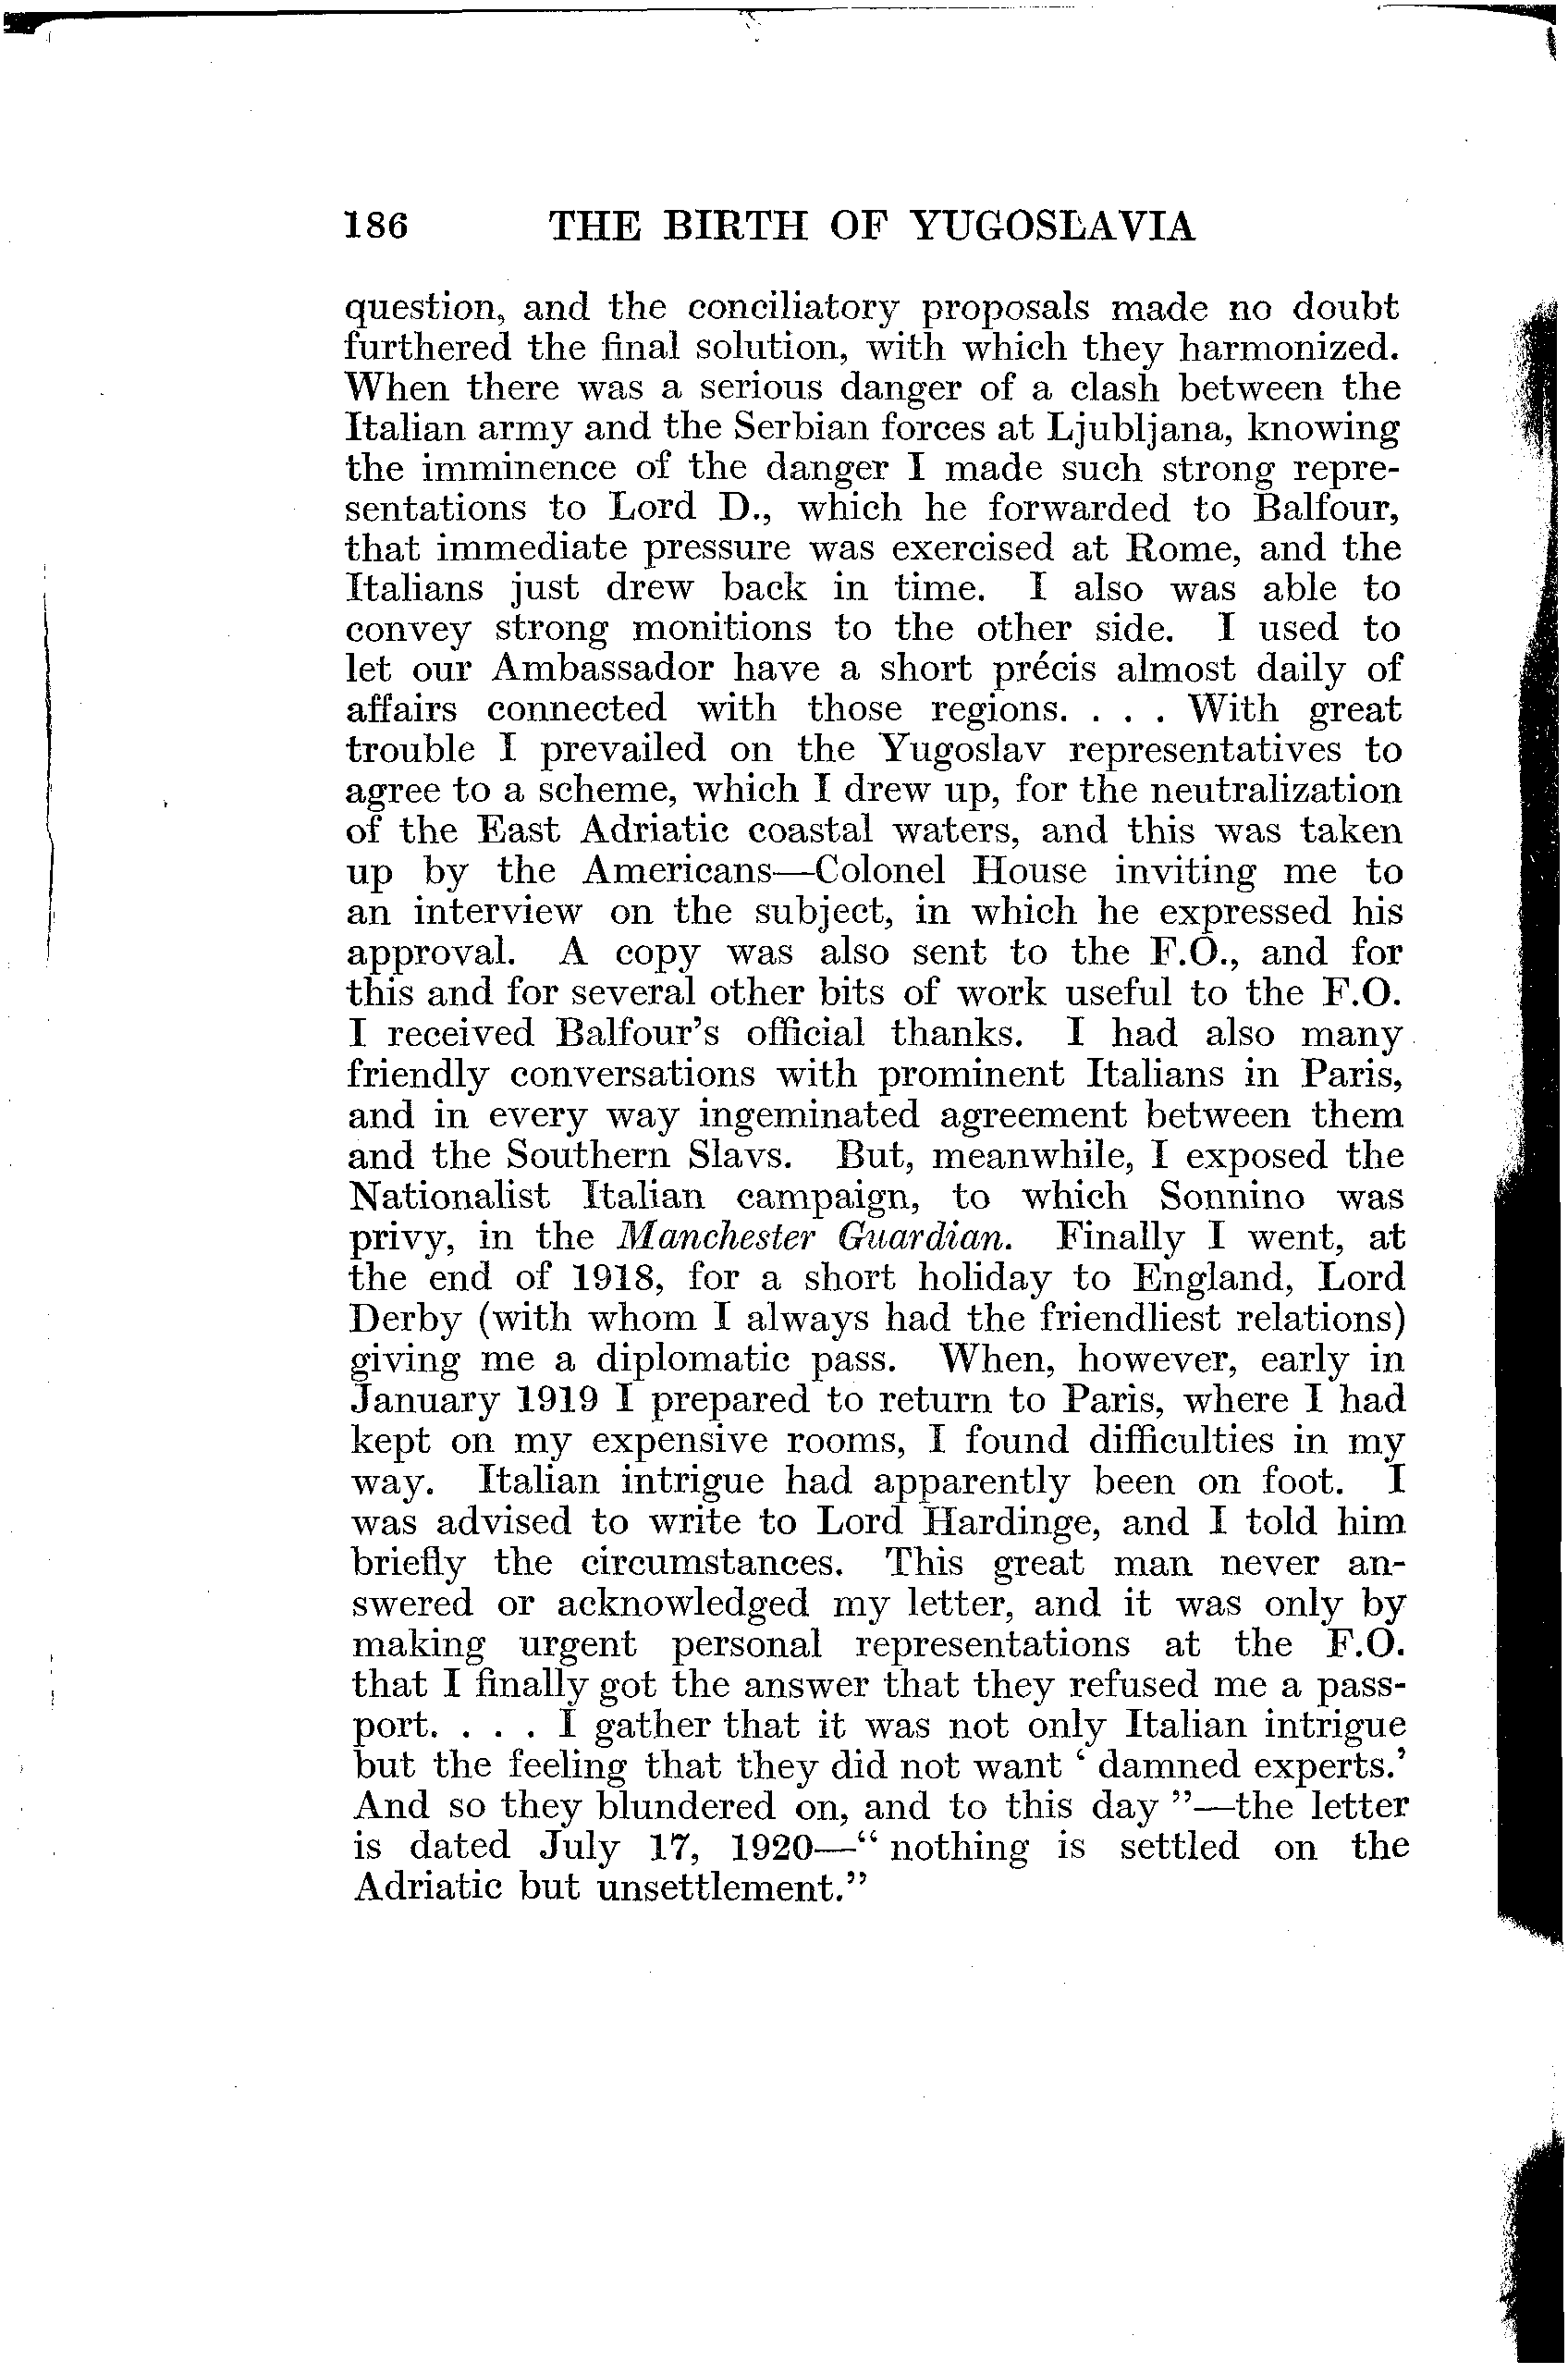 186 THE BIRTH OF YUGOSLAVIA
question, and the conciliatory proposals made no doubt
furthered the final solution, with which they harmonized.
When there was a serious danger of a clash between the
Italian army and the Serbian forces at Ljubljana, knowing
the imminence of the danger I made such strong repre-
sentations to Lord D., which he forwarded to Balfour,
that immediate pressure was exercised at Rome, and the
Italians just drew back in time. I also was able to
convey strong monitions to the other side. I used to
let our Ambassador have a short précis almost daily of
affairs connected with those regions. . . . With great
trouble I prevailed on the Yugoslav representatives to
agree to a scheme, which I drew up, for the neutralization
of the East Adriatic coastal waters, and this was taken
up by the Americans—Colonel House inviting me to
an interview on the subject, in which he expressed his
approval. A copy was also sent to the F.O., and for
this and for several other bits of work useful to the F.O.
I received Balfour's official thanks. I had also many
friendly conversations with prominent Italians in Paris,
and in every way ingeminated agreement between them
and the Southern Slavs. But, meanwhile, I exposed the
Nationalist Italian campaign, to which Sonnino was
privy, in the Manchester Guardian. Finally I went, at
the end of 1918, for a short holiday to England, Lord
Derby (with whom I always had the friendliest relations)
giving me a diplomatic pass. When, however, early in
January 1919 I prepared to return to Paris, where I had
kept on my expensive rooms, I found difficulties in my
way. Italian intrigue had apparently been on foot. I
was advised to write to Lord Hardinge, and I told him
briefly the circumstances. This great man never an-
swered or acknowledged my letter, and it was only by
making urgent personal representations at the F.O.
that I finally got the answer that they refused me a pass-
port. . . . I gather that it was not only Italian intrigue
but the feeling that they did not want ‘ damned experts.’
And so they blundered on, and to this day ”—the letter
is dated July 17, 1920—“ nothing is settled on the
Adriatic but unsettlement.”